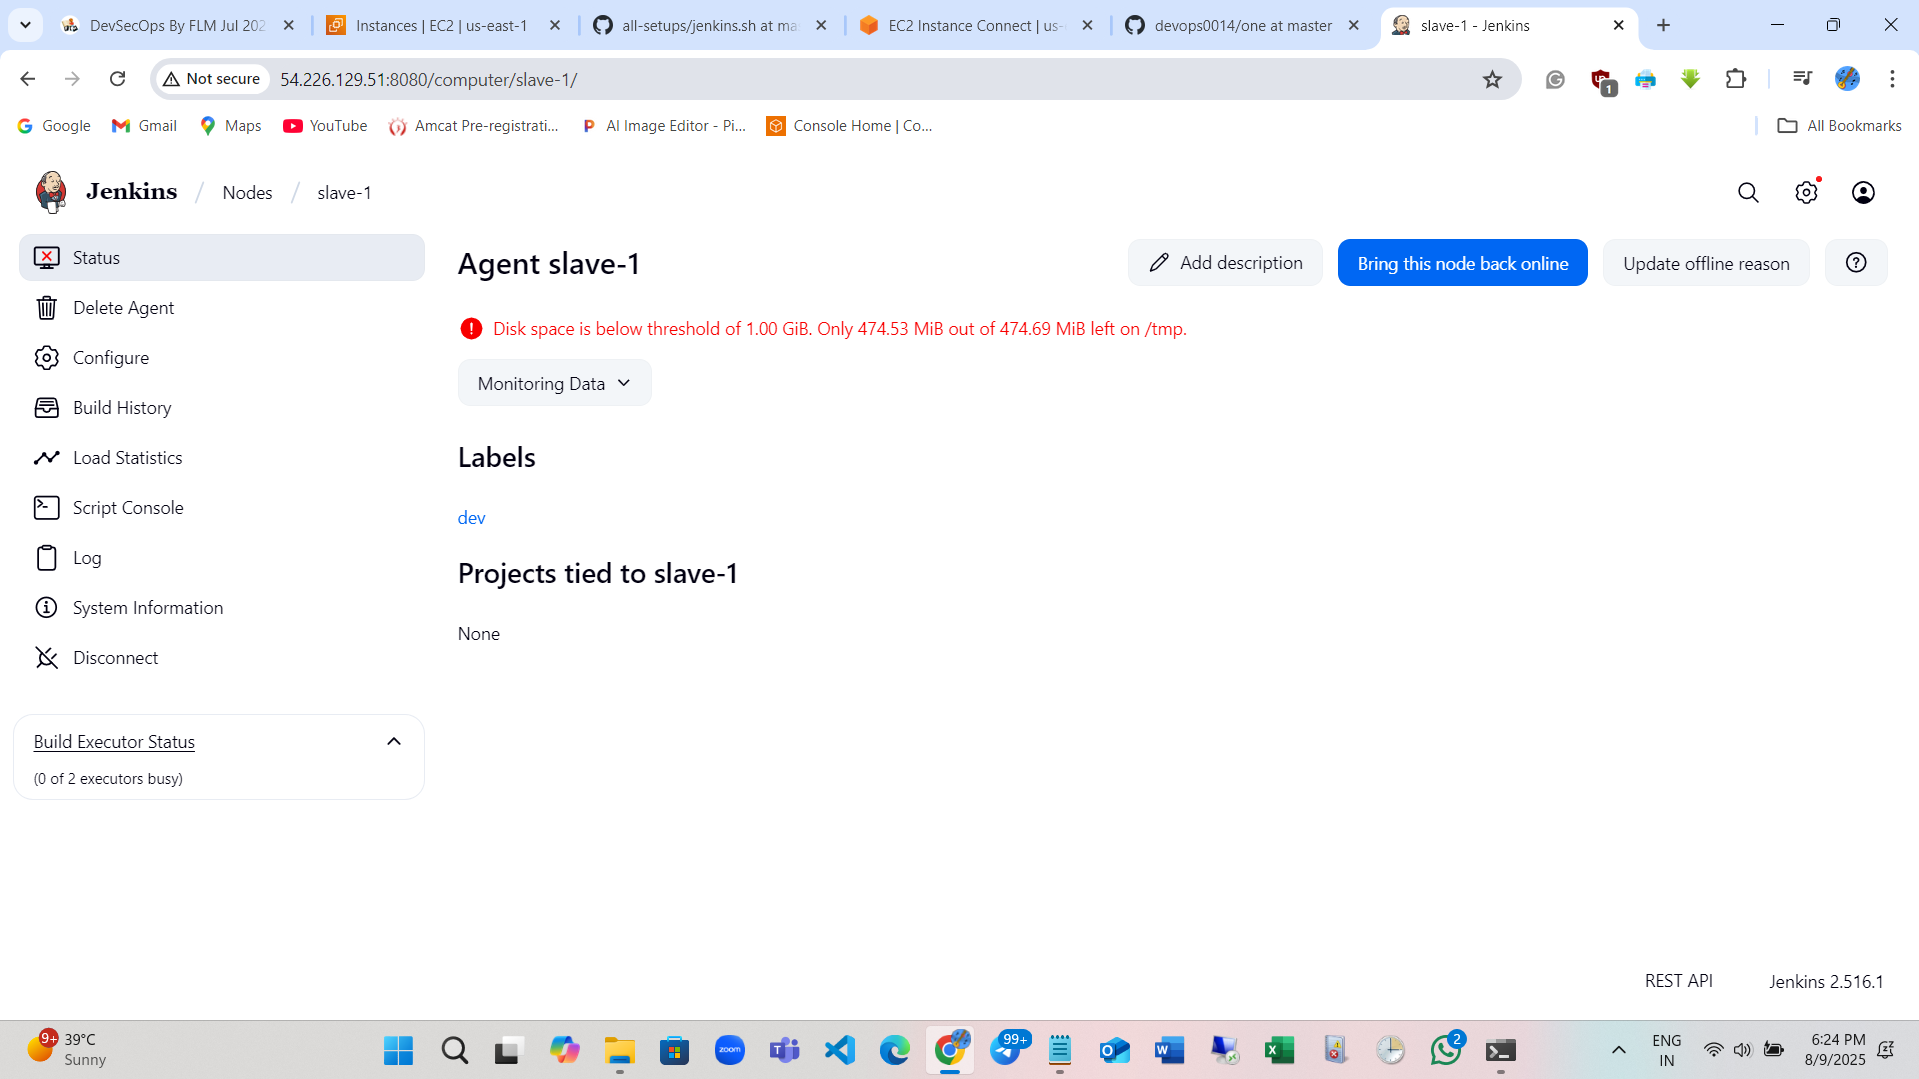 DevSecOps By FLM Jul 202
Instances | EC2 | us-east-1
all-setups/jenkins.sh at mas
EC2 Instance Connect | us-
devops0014/one at master
slave-1 - Jenkins
Not secure
54.226.129.51:8080/computer/slave-1/
1
Google
Gmail
Maps
YouTube
Amcat Pre-registrati...
AI Image Editor - Pi...
Console Home | Co...
All Bookmarks
Jenkins / Nodes / slave-1
Status
Delete Agent
Configure
Build History
Load Statistics
Script Console
Log
System Information
Disconnect
Build Executor Status
(0 of 2 executors busy)
Agent slave-1
Add description
Bring this node back online
Update offline reason
Disk space is below threshold of 1.00 GiB. Only 474.53 MiB out of 474.69 MiB left on /tmp.
Monitoring Data
Labels
dev
Projects tied to slave-1
None
REST API
Jenkins 2.516.1
9+
39°C
Sunny
zoom
99+
2
ENG
IN
6:24 PM
8/9/2025